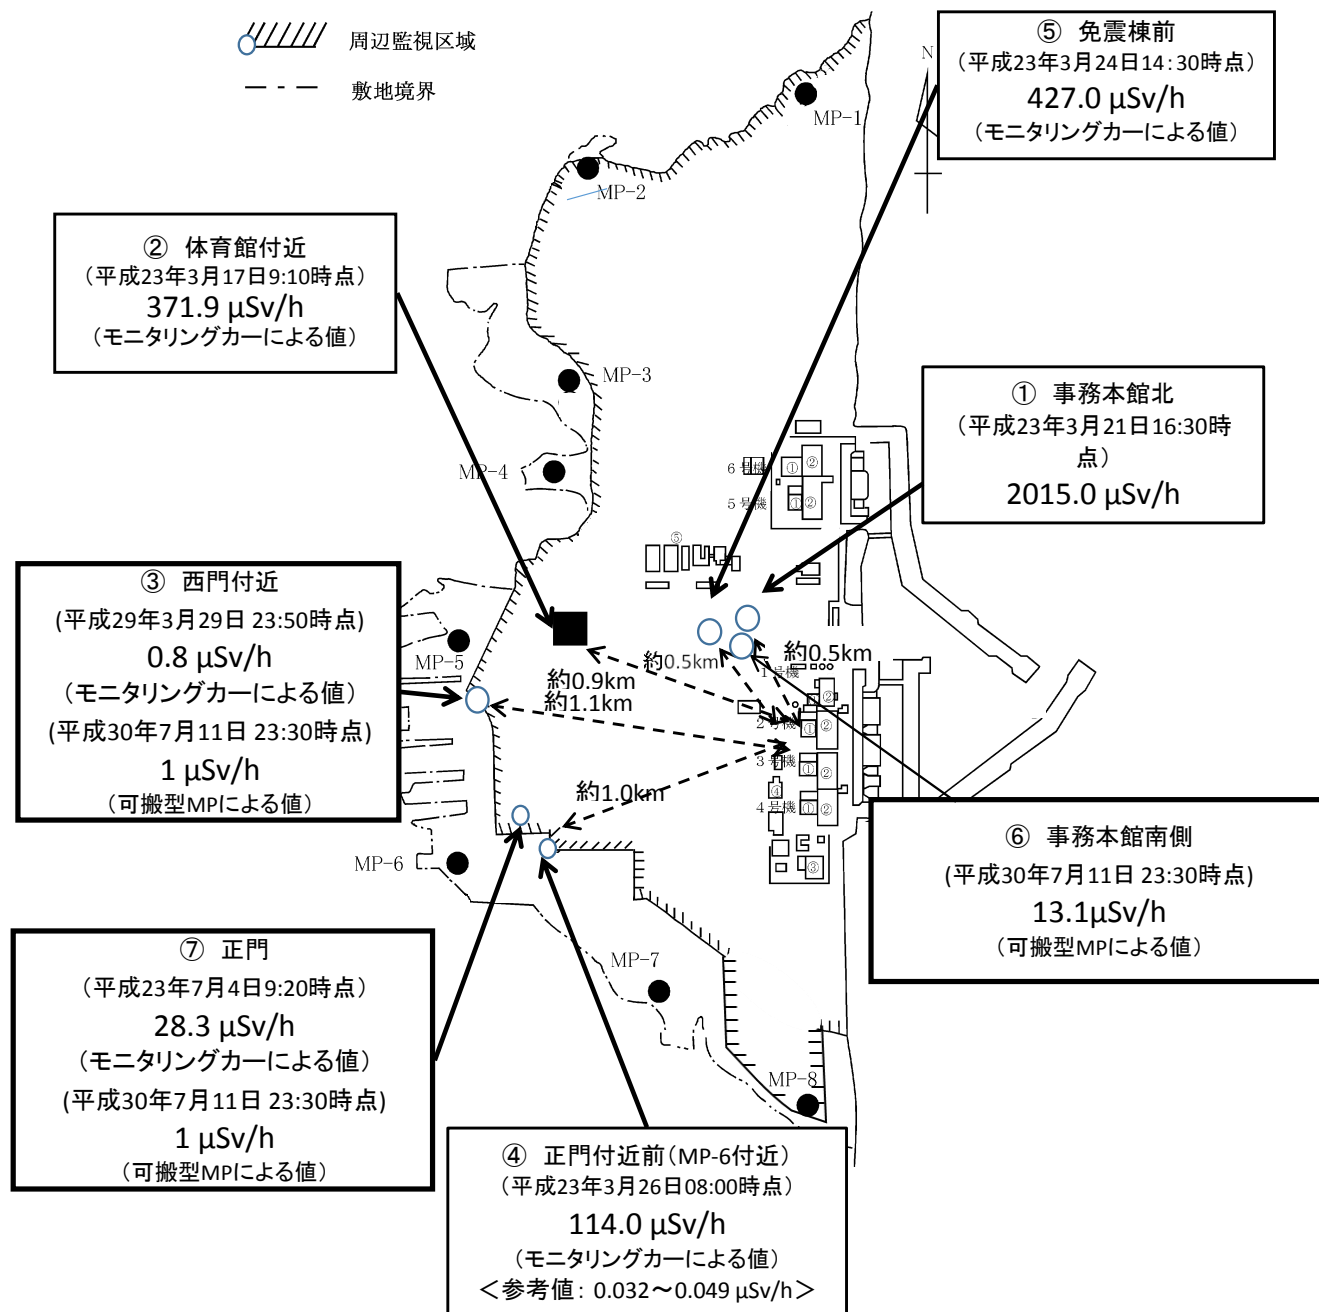 周辺監視区域
敷地境界
⑤ 免震棟前
(平成23年3月24日14:30時点)
427.0 μSv/h
(モニタリングカーによる値)
N
MP-1
MP-2
② 体育館付近
(平成23年3月17日9:10時点)
371.9 μSv/h
(モニタリングカーによる値)
MP-3
① 事務本館北
(平成23年3月21日16:30時
点)
2015.0 μSv/h
MP-4
6号機
① ②
5号機
① ②
⑤
③ 西門付近
(平成29年3月29日 23:50時点)
0.8 μSv/h
(モニタリングカーによる値)
(平成30年7月11日 23:30時点)
1 μSv/h
(可搬型MPによる値)
MP-5
約0.5km
約0.5km
約0.9km
約1.1km
1号機
②
2号機
① ②
3号機
① ②
約1.0km
④
4号機
① ②
③
⑥ 事務本館南側
(平成30年7月11日 23:30時点)
13.1μSv/h
(可搬型MPによる値)
MP-6
⑦ 正門
(平成23年7月4日9:20時点)
28.3 μSv/h
(モニタリングカーによる値)
(平成30年7月11日 23:30時点)
1 μSv/h
(可搬型MPによる値)
MP-7
MP-8
④ 正門付近前(MP-6付近)
(平成23年3月26日08:00時点)
114.0 μSv/h
(モニタリングカーによる値)
<参考値: 0.032~0.049 μSv/h>